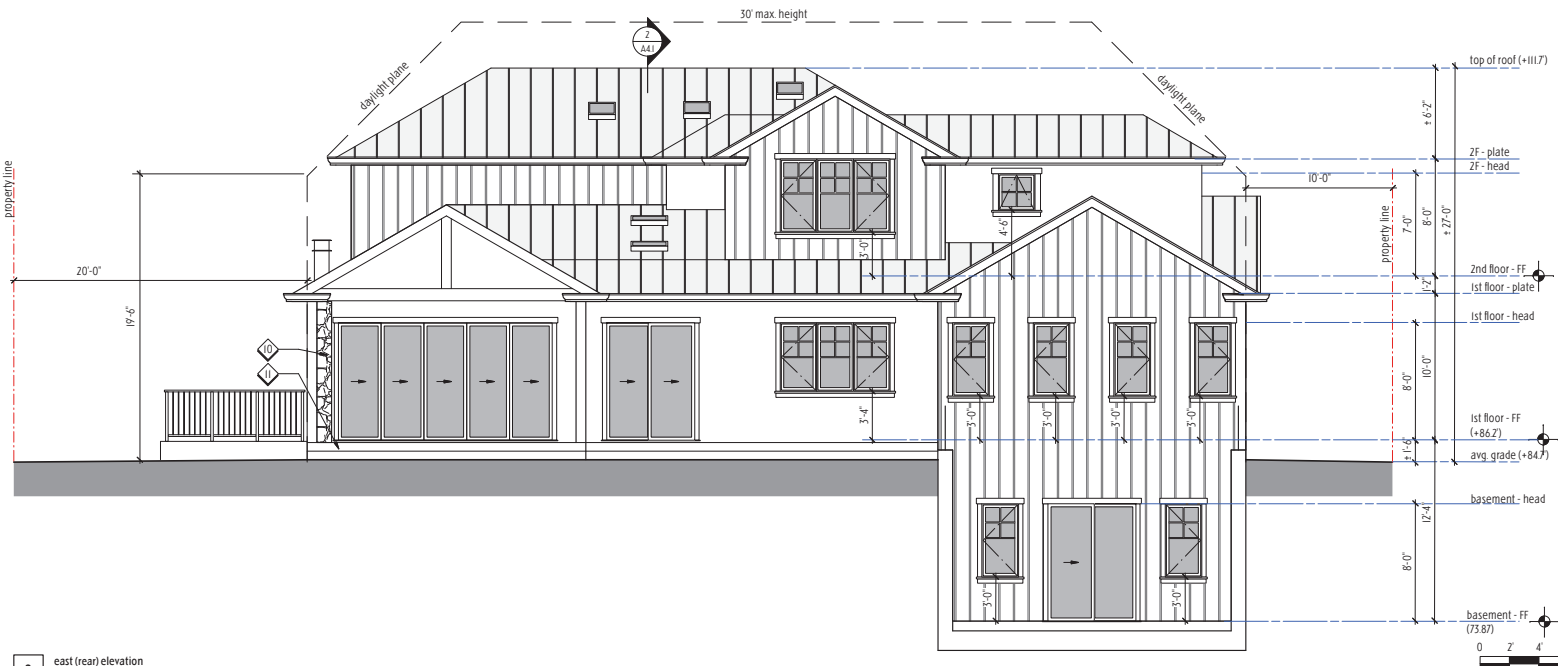 30' max. height
2
A4.1
top of roof (+111.7')
daylight plane
daylight plane
± 6'-2"
property line
2F - plate
2F - head
10'-0"
19'-6"
20'-0"
4'-6"
3'-0"
7'-0"
8'-0"
± 27'-0"
property line
2nd floor - FF
1'-2"
1st floor - plate
1st floor - head
10
11
8'-0"
10'-0"
3'-4"
3'-0"
3'-0"
3'-0"
3'-0"
1st floor - FF
(+86.2')
± 1'-6"
avg. grade (+84.7')
basement - head
12'-4"
8'-0"
3'-0"
3'-0"
basement - FF
(73.87)
0 2' 4'
east (rear) elevation